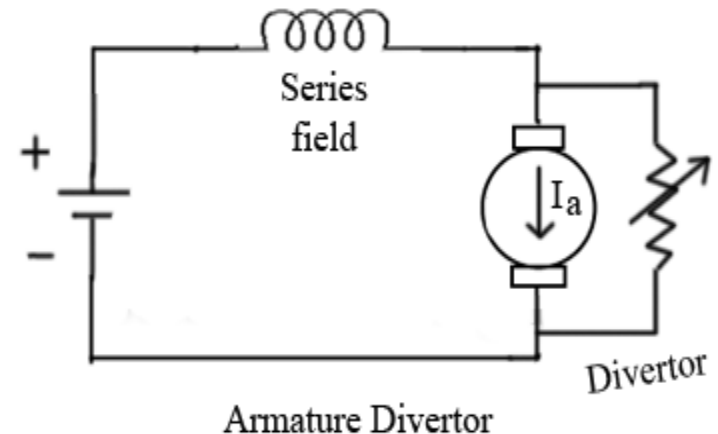 Series
field
+
Ia
−
Divertor
Armature Divertor